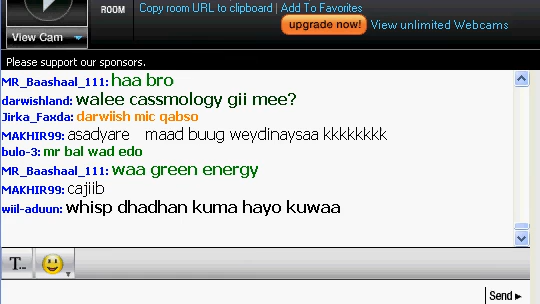 ROOM
Copy room URL to clipboard | Add To Favorites
upgrade now! View unlimited Webcams
View Cam
Please support our sponsors.
MR_Baashaal_111: haa bro
darwishland: walee cassmology gii mee?
Jirka_Faxda: darwiish mic qabso
MAKHIR99: asadyare maad buug weydinaysaa kkkkkkkk
bulo-3: mr bal wad edo
MR_Baashaal_111: waa green energy
MAKHIR99: cajiib
wiil-aduun: whisp dhadhan kuma hayo kuwaa
T...
Send